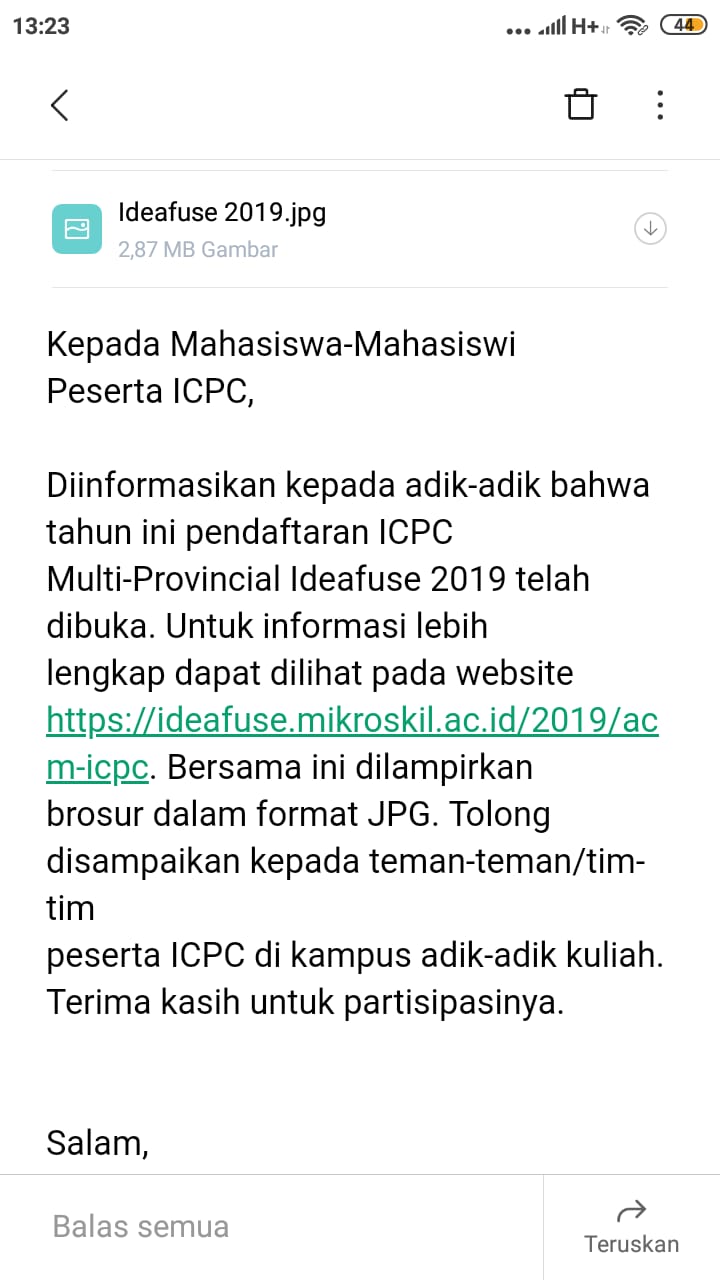 13:23
H+
44
Ideafuse 2019.jpg
2,87 MB Gambar
Kepada Mahasiswa-Mahasiswi
Peserta ICPC,
Diinformasikan kepada adik-adik bahwa
tahun ini pendaftaran ICPC
Multi-Provincial Ideafuse 2019 telah
dibuka. Untuk informasi lebih
lengkap dapat dilihat pada website
https://ideafuse.mikroskil.ac.id/2019/ac
m-icpc. Bersama ini dilampirkan
brosur dalam format JPG. Tolong
disampaikan kepada teman-teman/tim-
tim
peserta ICPC di kampus adik-adik kuliah.
Terima kasih untuk partisipasinya.
Salam,
Balas semua
Teruskan